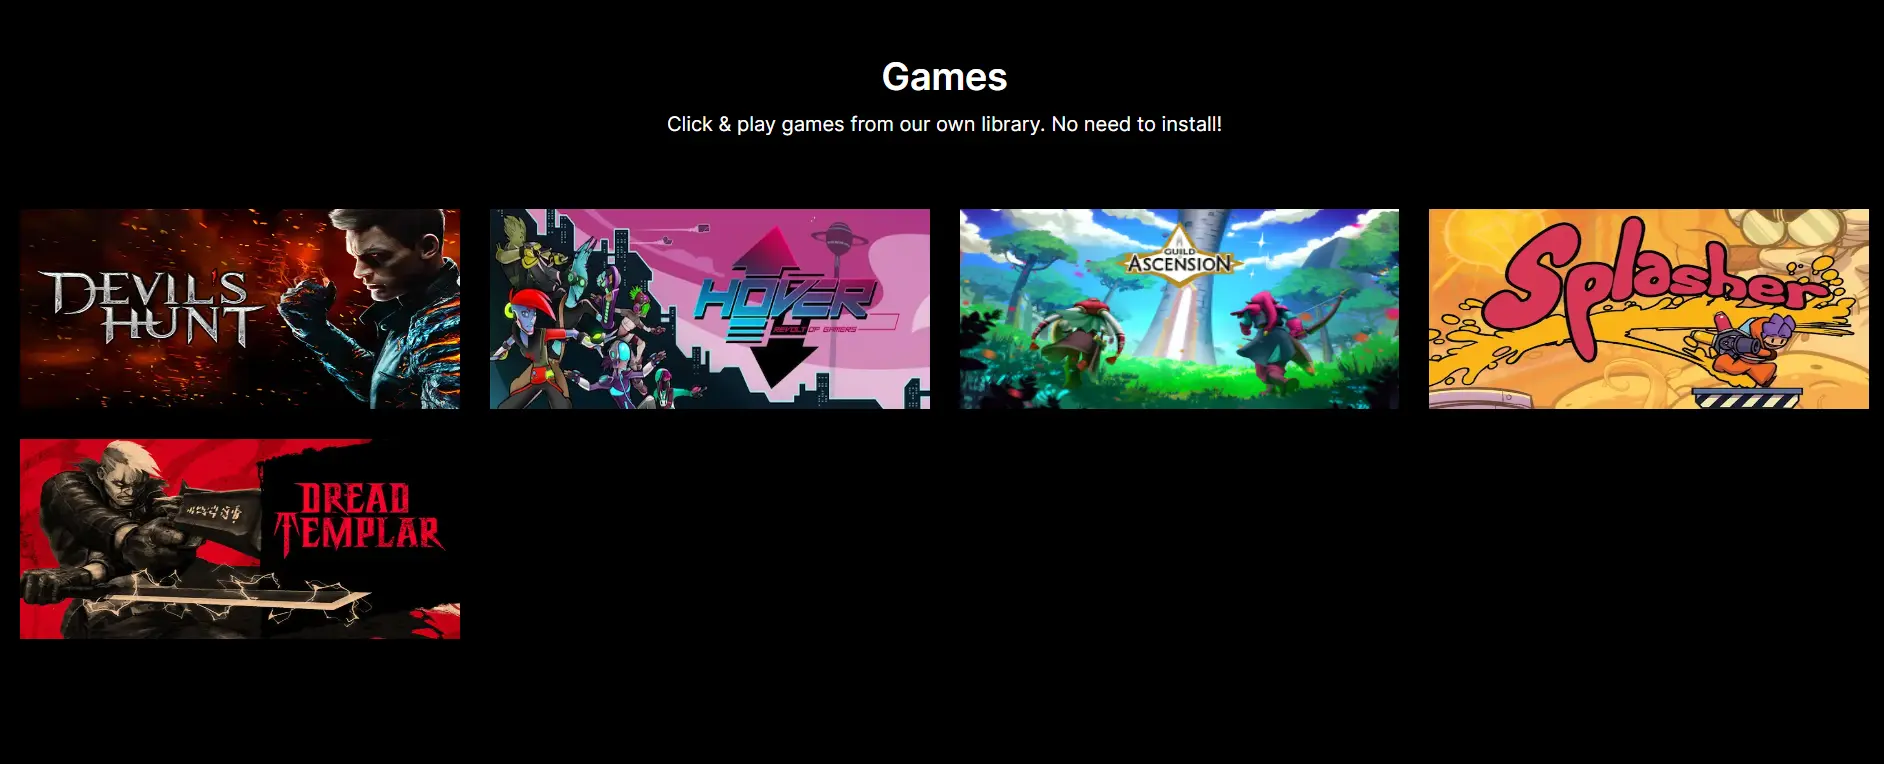 Games
Click & play games from our own library. No need to install!
DEVIL'S
HUNT
HOVER
REVOLT OF GAMERS
GUILD
ASCENSION
Splasher
DREAD
TEMPLAR